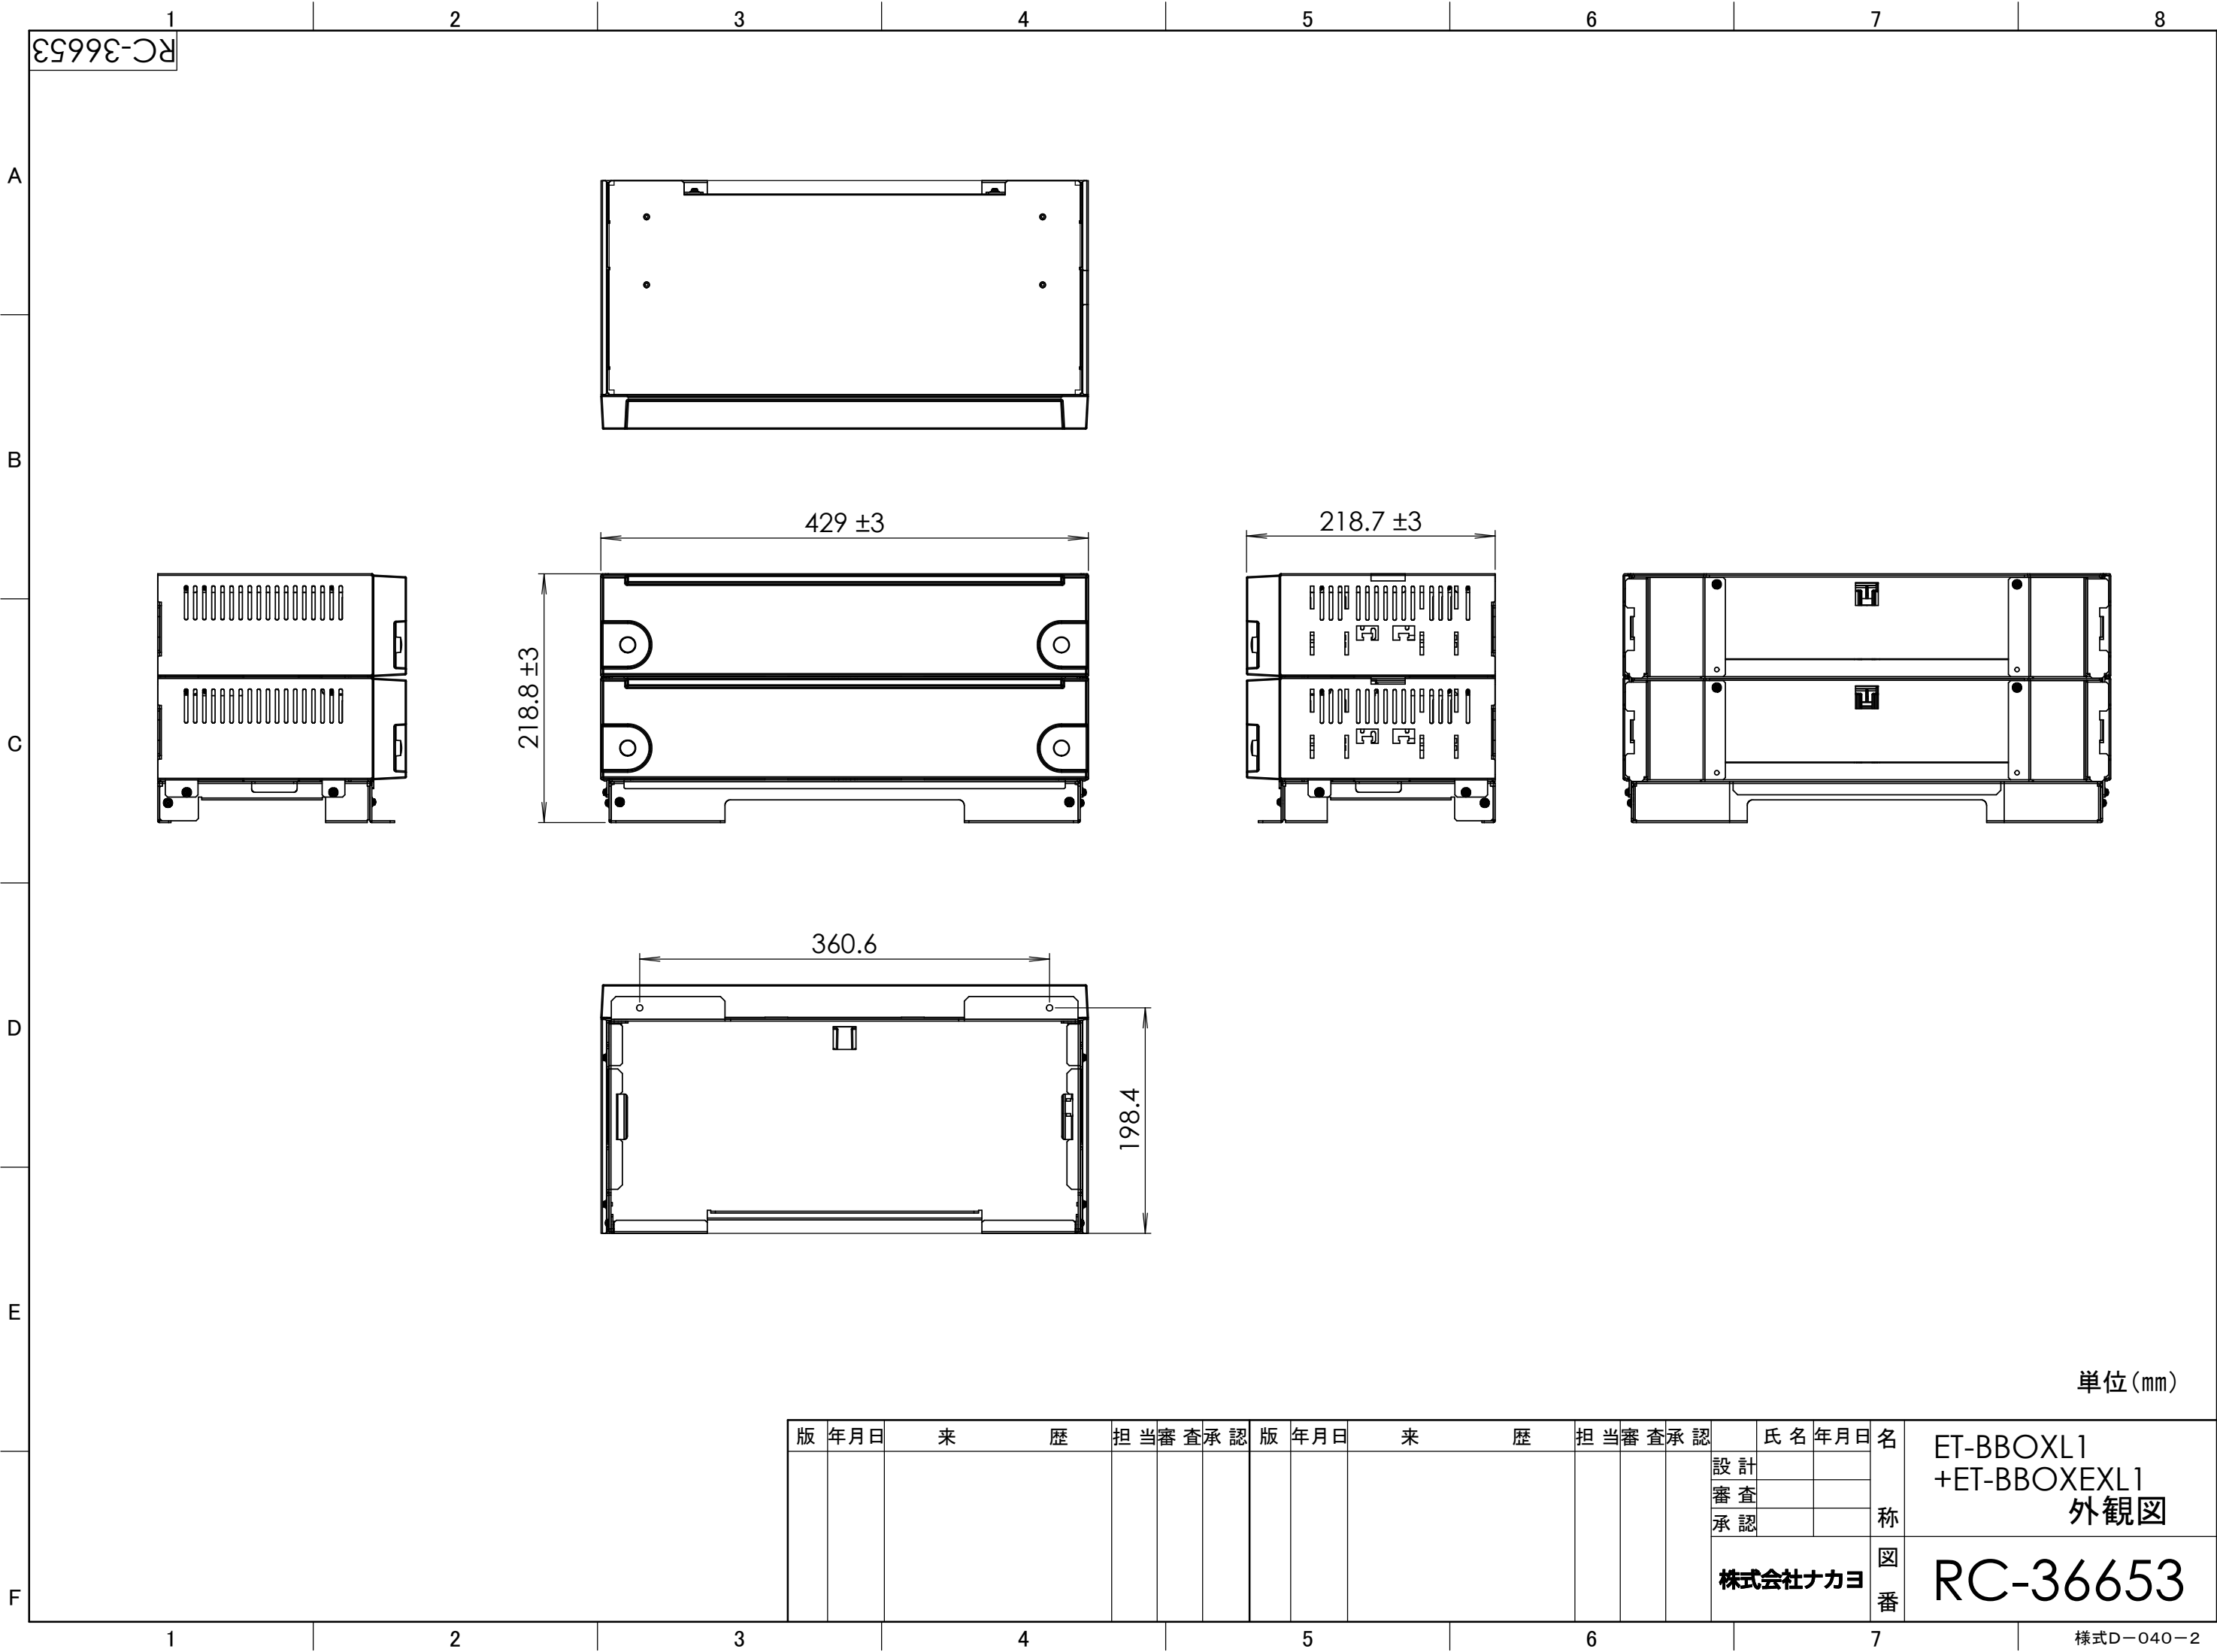 1 2 3 4 5 6 7 8
RC-36653
A
B
429 ±3
218.7 ±3
218.8 ±3
C
360.6
D
198.4
E
単位(mm)
版 年月日 来 歴 担当 審査 承認 版 年月日 来 歴 担当 審査 承認 氏名 年月日 名称
ET-BBOXL1
+ET-BBOXEXL1
外観図
設計
審査
承認
株式会社ナカヨ
図番
RC-36653
F
1 2 3 4 5 6 7
様式D-040-2